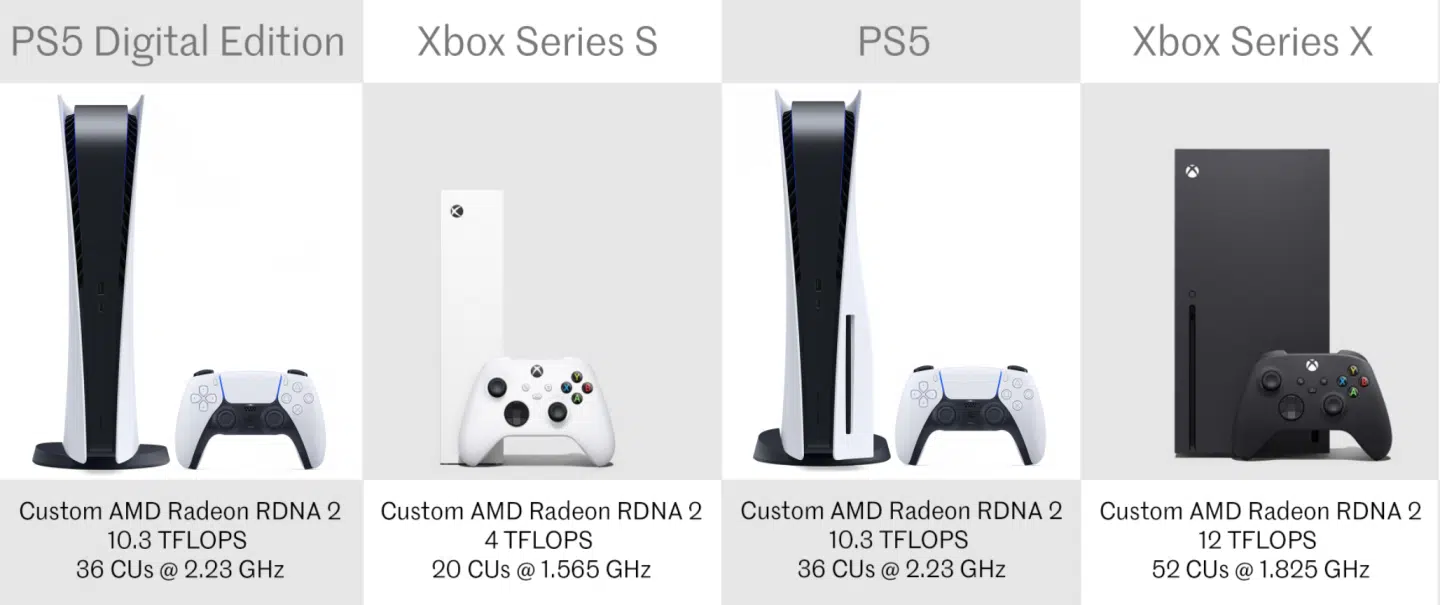 PS5 Digital Edition
Xbox Series S
PS5
Xbox Series X
Y
X
B
A
Y
X
B
A
Custom AMD Radeon RDNA 2
10.3 TFLOPS
36 CUs @ 2.23 GHz
Custom AMD Radeon RDNA 2
4 TFLOPS
20 CUs @ 1.565 GHz
Custom AMD Radeon RDNA 2
10.3 TFLOPS
36 CUs @ 2.23 GHz
Custom AMD Radeon RDNA 2
12 TFLOPS
52 CUs @ 1.825 GHz